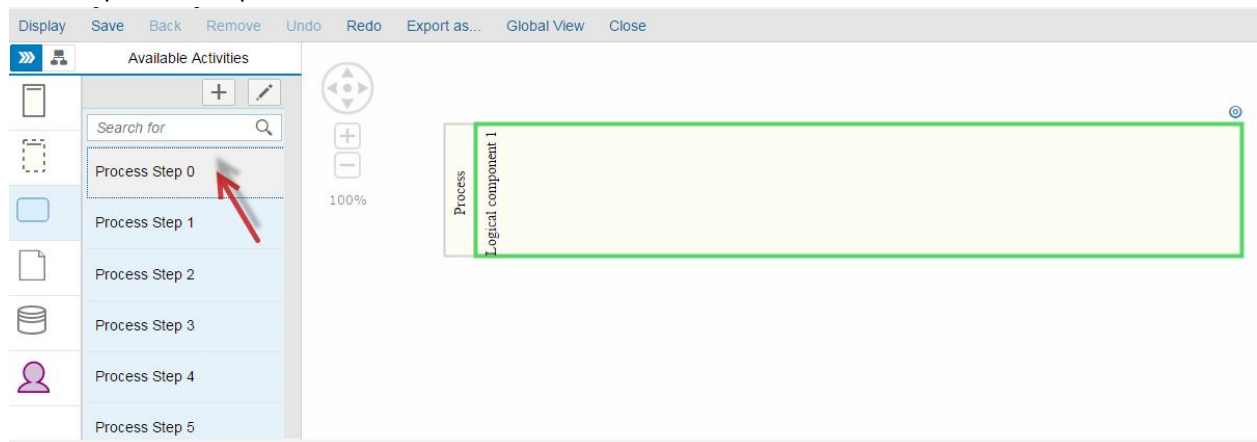 Display Save Back Remove Undo Redo Export as... Global View Close
Available Activities
Search for
Process Step 0
Process Step 1
Process Step 2
Process Step 3
Process Step 4
Process Step 5
100%
Process
Logical component 1